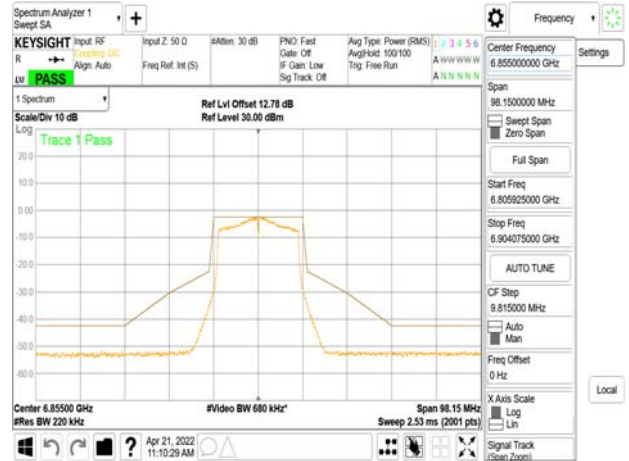 Spectrum Analyzer 1
Swept SA
+
Frequency
KEYSIGHT
R
LV PASS
Input: RF
Coupling: DC
Align: Auto
Input Z: 50 Ω
Freq Ref: Int (S)
#Atten: 30 dB
PNO: Fast
Gate: Off
IF Gain: Low
Sig Track: Off
Avg Type: Power (RMS)
Avg|Hold: 100/100
Trig: Free Run
1 2 3 4 5 6
A W W W W W
A N N N N N
Center Frequency
6.855000000 GHz
Settings
Span
98.1500000 MHz
Swept Span
Zero Span
Full Span
Start Freq
6.805925000 GHz
Stop Freq
6.904075000 GHz
AUTO TUNE
CF Step
9.815000 MHz
Auto
Man
Freq Offset
0 Hz
X Axis Scale
Log
Lin
Local
Signal Track
(Span Zoom)
1 Spectrum
Scale/Div 10 dB
Ref Lvl Offset 12.78 dB
Ref Level 30.00 dBm
Log
Trace 1 Pass
20.0
10.0
0.00
-10.0
-20.0
-30.0
-40.0
-50.0
-60.0
Center 6.85500 GHz
#Res BW 220 kHz
#Video BW 680 kHz*
Span 98.15 MHz
Sweep 2.53 ms (2001 pts)
?
Apr 21, 2022
11:10:29 AM